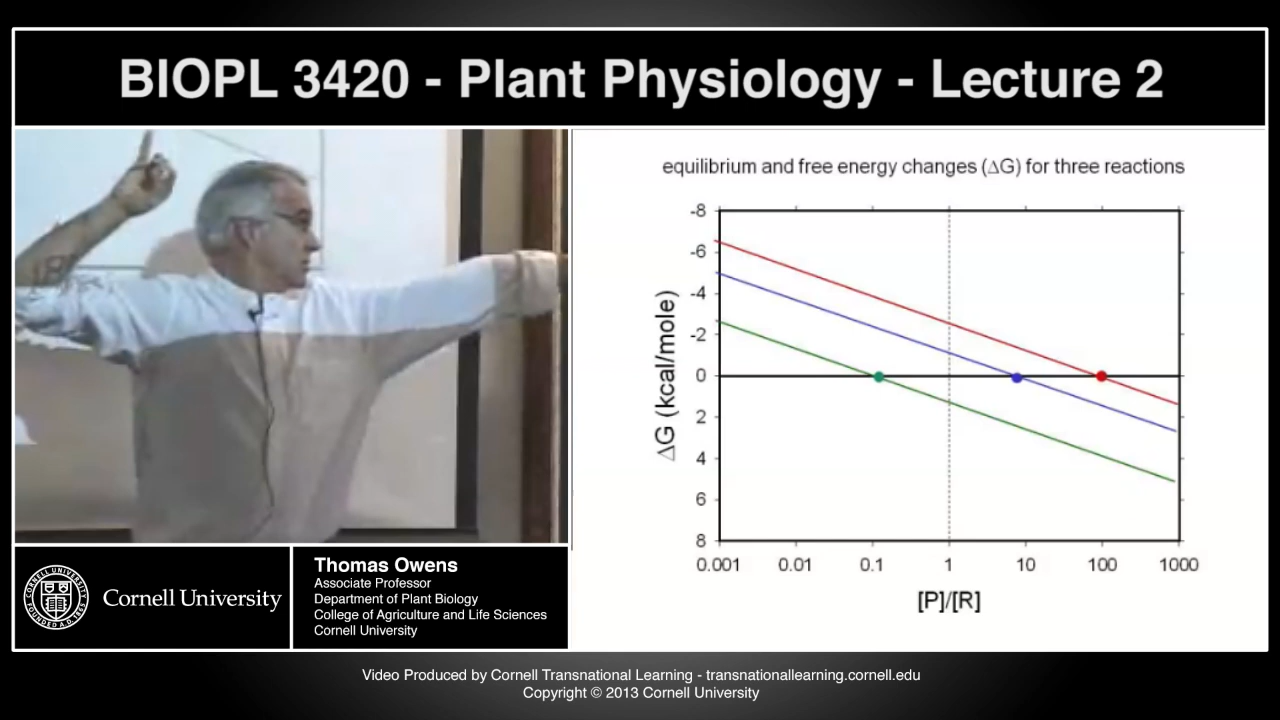 BIOPL 3420 - Plant Physiology - Lecture 2
equilibrium and free energy changes (ΔG) for three reactions
-8
-6
-4
-2
0
2
4
6
8
ΔG (kcal/mole)
0.001 0.01 0.1 1 10 100 1000
[P]/[R]
Cornell University
Thomas Owens
Associate Professor
Department of Plant Biology
College of Agriculture and Life Sciences
Cornell University
Video Produced by Cornell Transnational Learning - transnationallearning.cornell.edu
Copyright © 2013 Cornell University